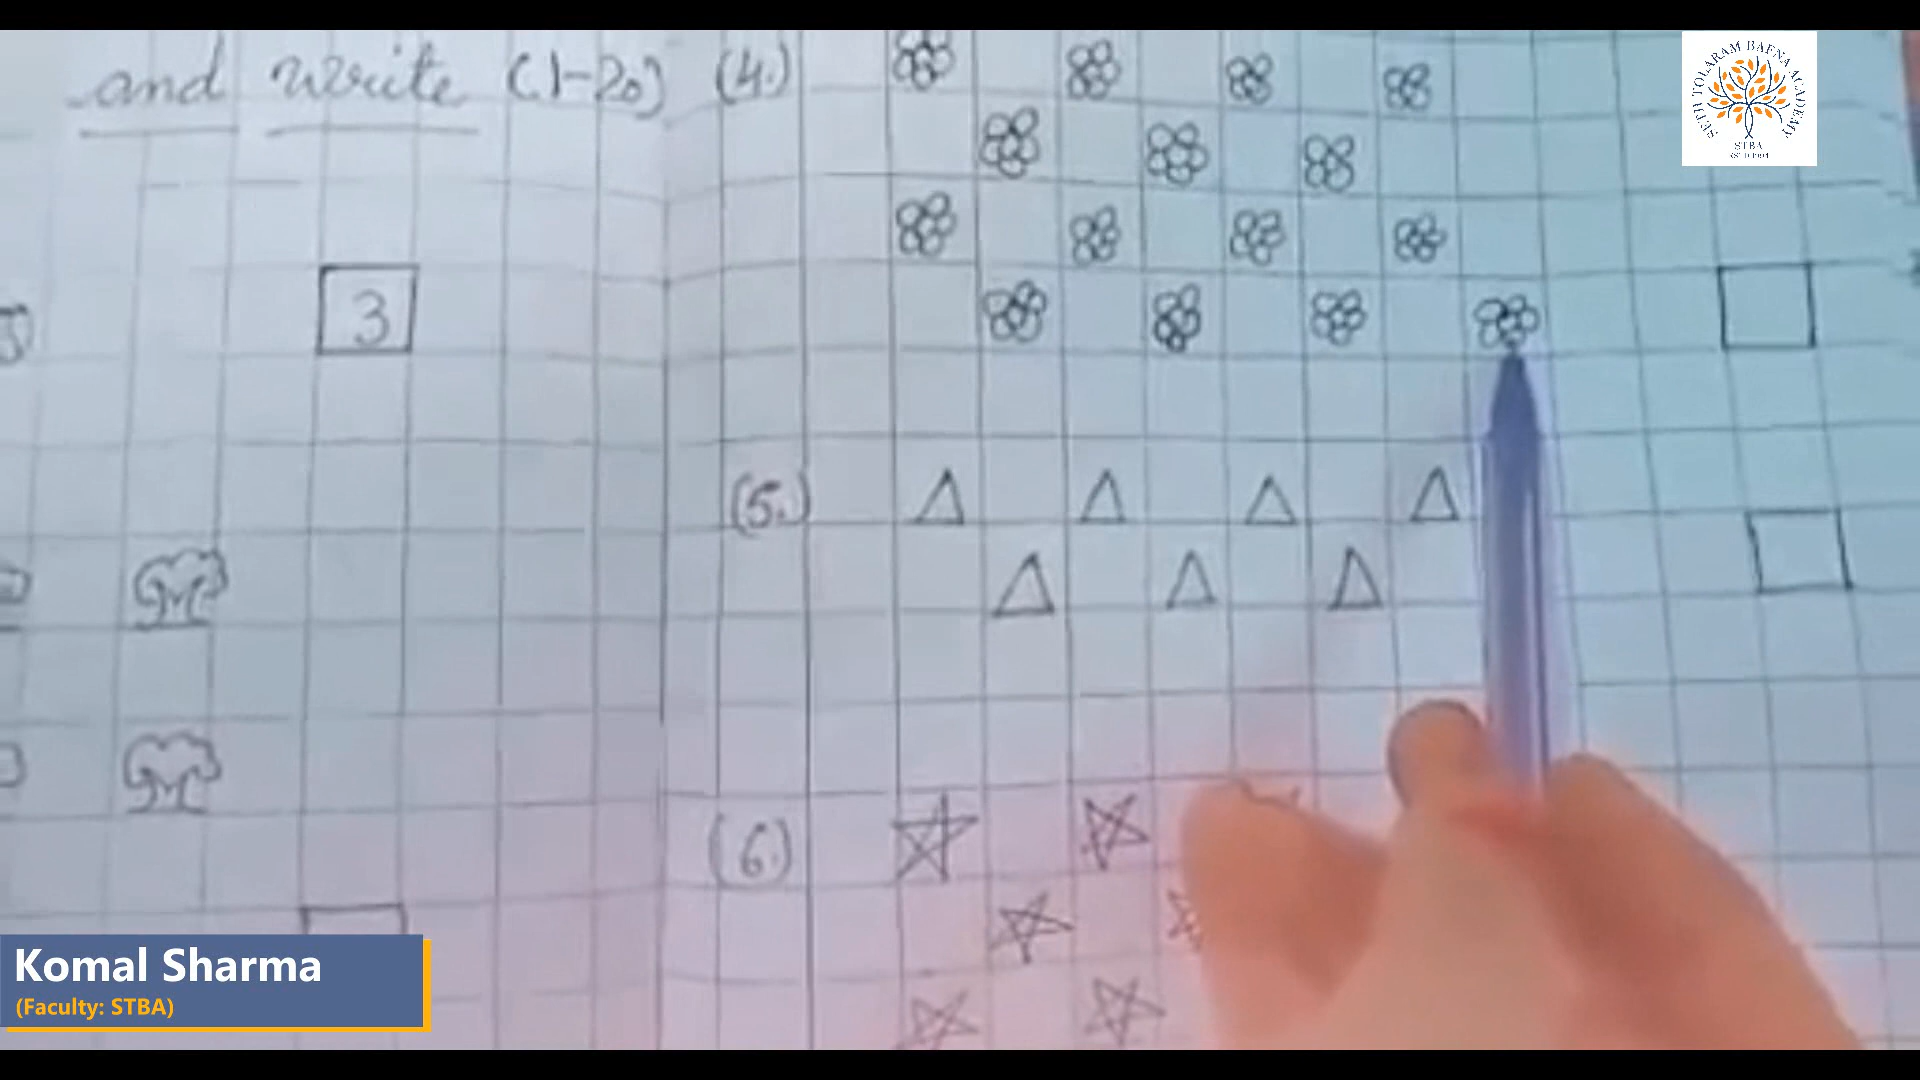 and write (1-20)
3
(4.)
(5.)
(6.)
SETH TOLARAM BAFNA ACADEMY
STBA
Komal Sharma
(Faculty: STBA)